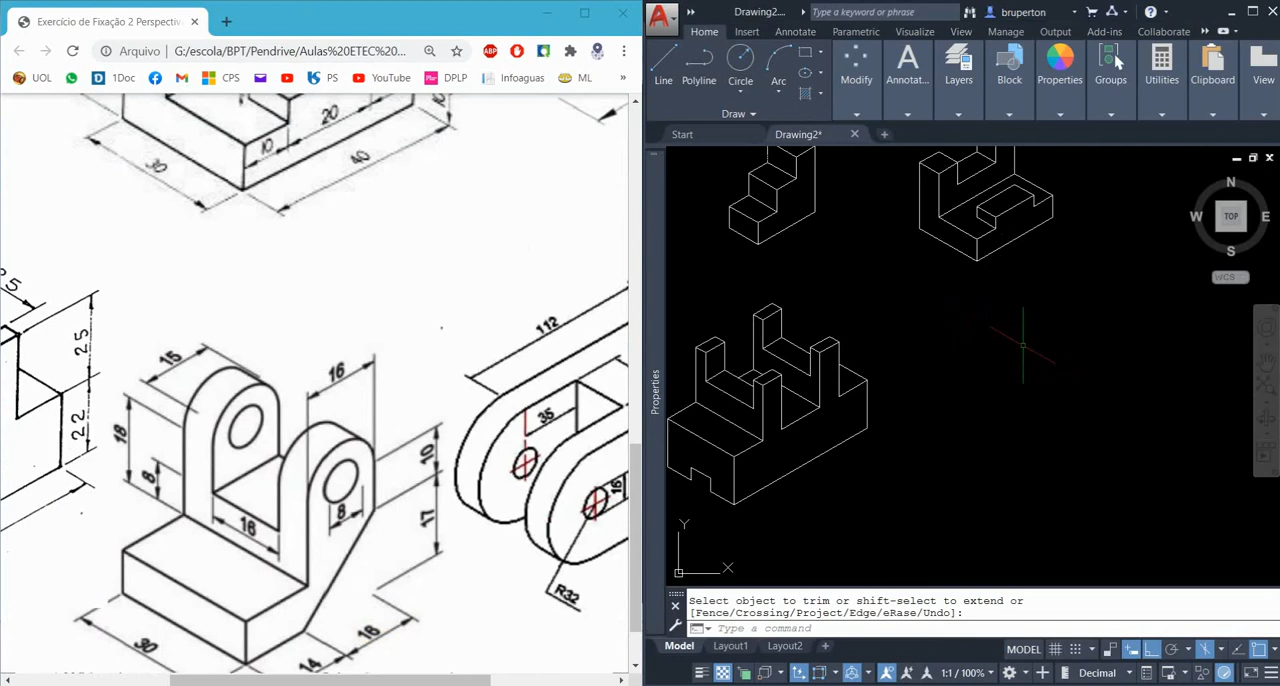 Exercício de Fixação 2 Perspectiv
Arquivo
G:/escola/BPT/Pendrive/Aulas%20ETEC%20...
UOL
1Doc
CPS
YouTube
PS
YouTube
DPLP
Infoaguas
ML
20
10
30
40
10
25
22
15
16
18
8
16
8
10
17
30
14
16
112
35
16
R32
Drawing2....
Type a keyword or phrase
bruperton
Home
Insert
Annotate
Parametric
Visualize
View
Manage
Output
Add-ins
Collaborate
Line
Polyline
Circle
Arc
Modify
Annotat...
Layers
Block
Properties
Groups
Utilities
Clipboard
View
Draw
Start
Drawing2*
N
W
TOP
E
S
WCS
Properties
Y
X
Select object to trim or shift-select to extend or
[Fence/Crossing/Project/Edge/eRase/Undo]:
Type a command
Model
Layout1
Layout2
MODEL
1:1 / 100%
Decimal